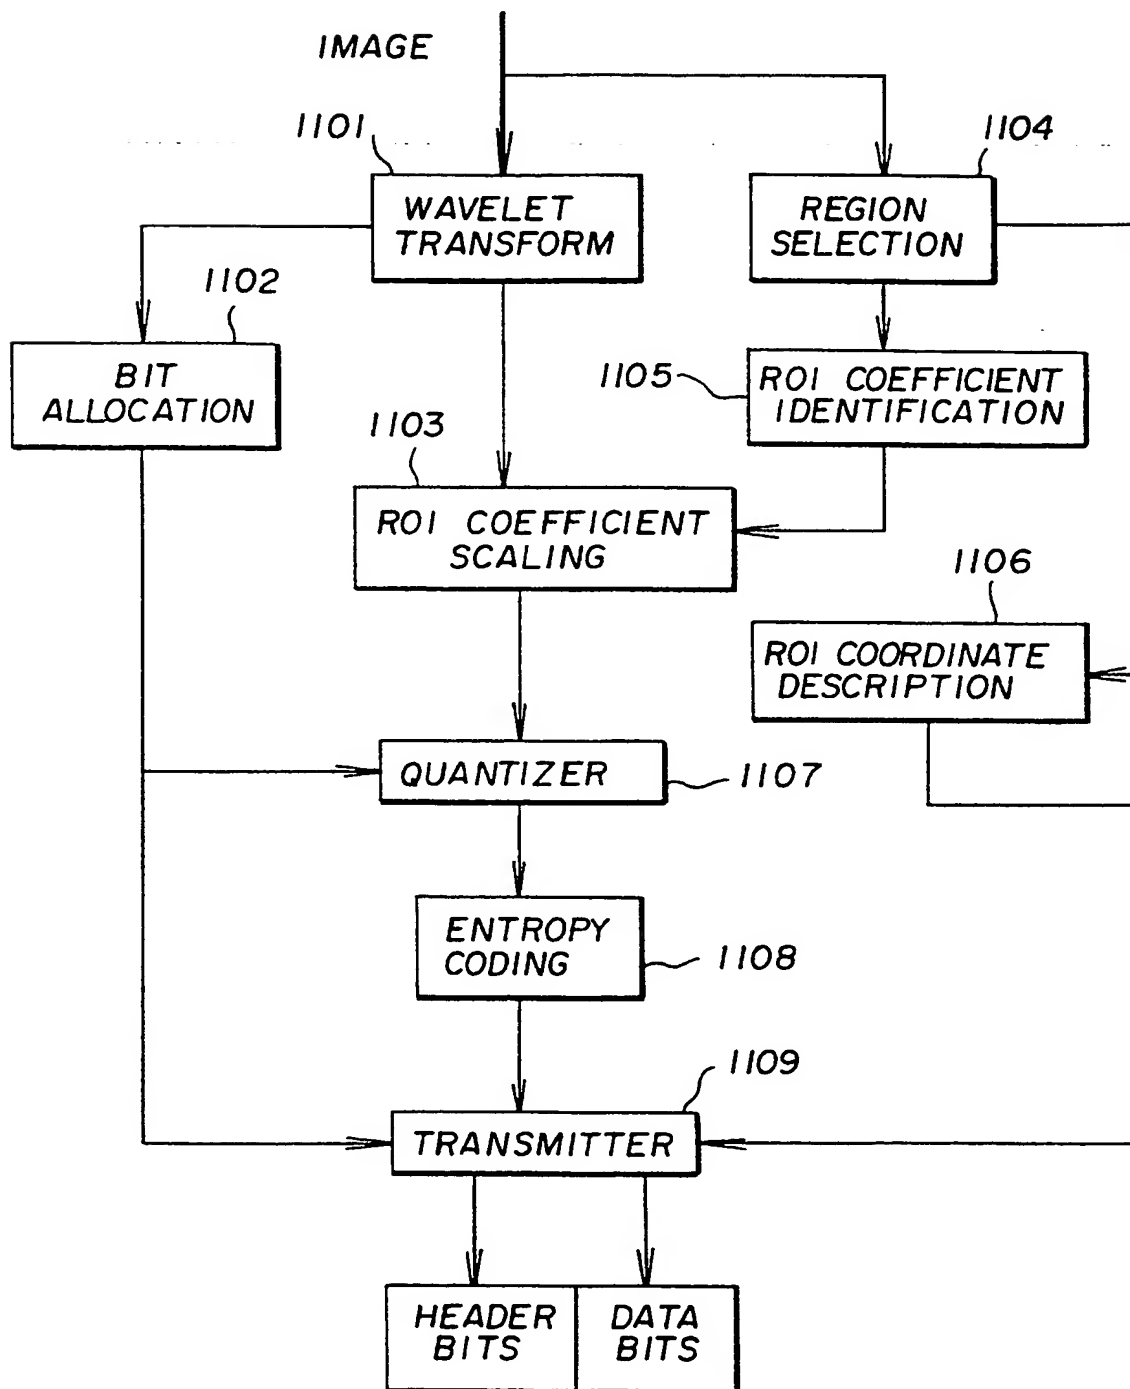 IMAGE
1101
1104
WAVELET
TRANSFORM
REGION
SELECTION
1102
BIT
ALLOCATION
1105
ROI COEFFICIENT
IDENTIFICATION
1103
ROI COEFFICIENT
SCALING
1106
ROI COORDINATE
DESCRIPTION
QUANTIZER
1107
ENTROPY
CODING
1108
1109
TRANSMITTER
HEADER
BITS
DATA
BITS